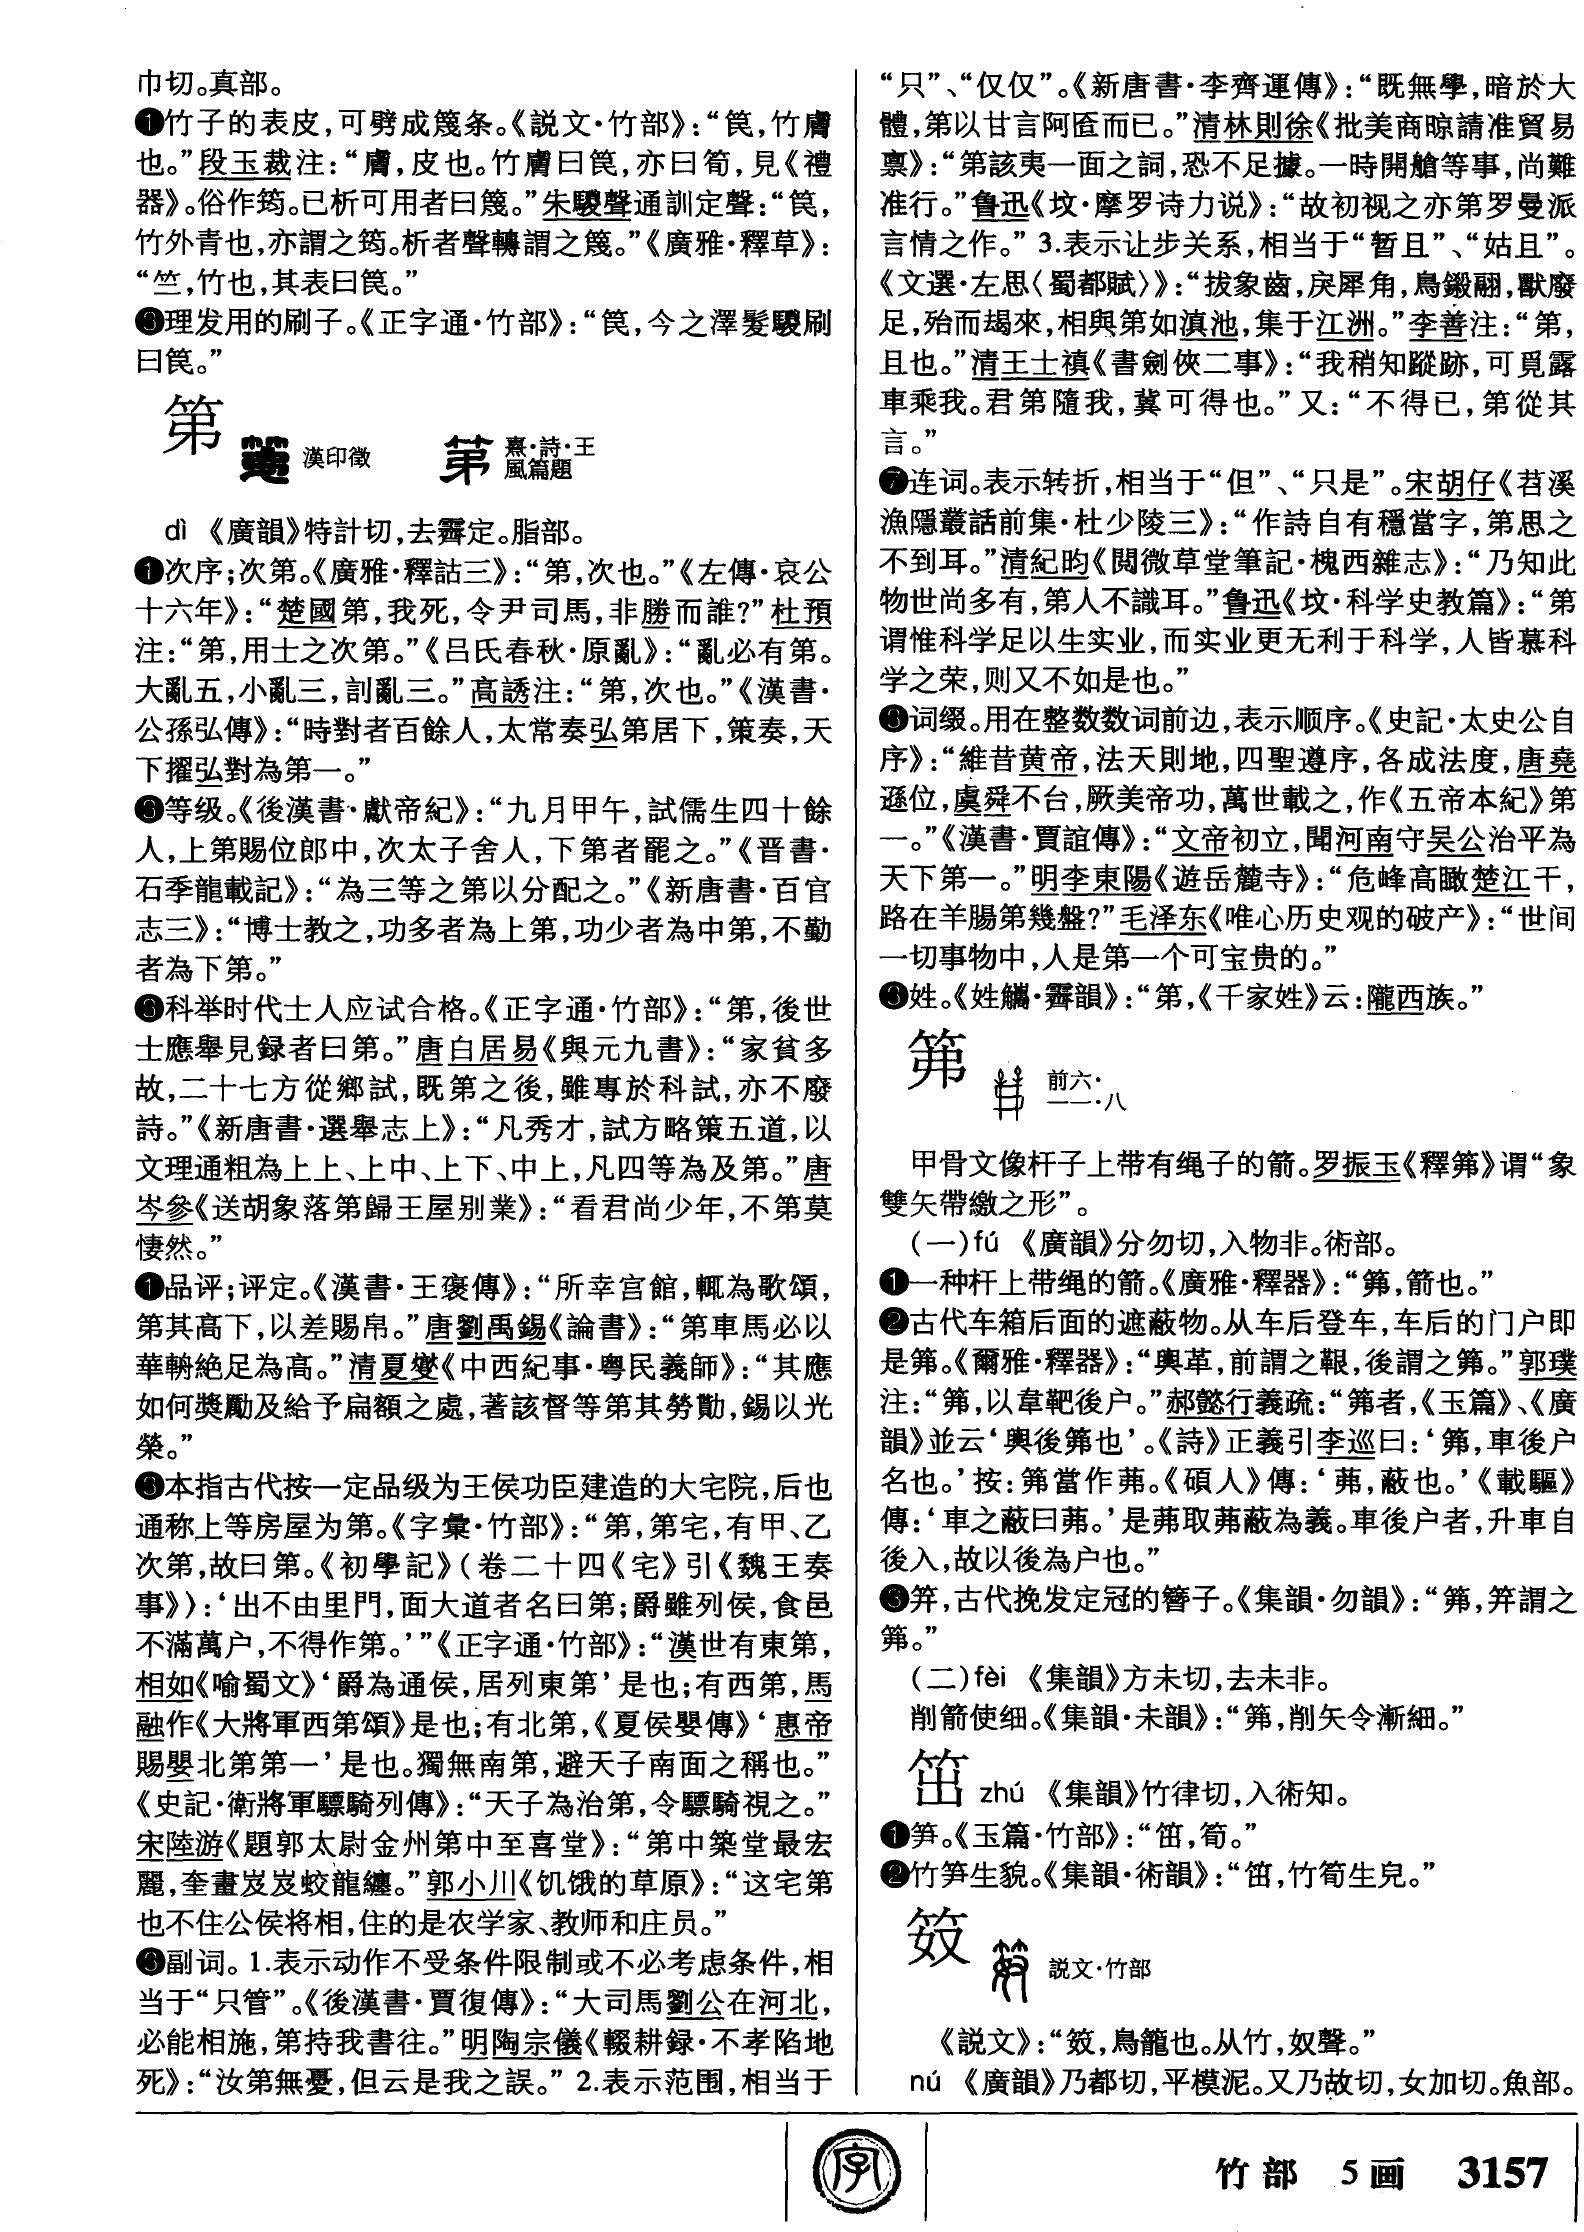 巾切。真部。
❶竹子的表皮，可劈成篾条。《説文·竹部》：“笢，竹膚
也。”段玉裁注：“膚，皮也。竹膚曰笢，亦曰筍，見《禮
器》。俗作筠。已析可用者曰篾。”朱駿聲通訓定聲：“笢，
竹外青也，亦謂之筠。析者聲轉謂之篾。”《廣雅·釋草》：
“竺，竹也，其表曰笢。”
❸理发用的刷子。《正字通·竹部》：“笢，今之澤髮騣刷
曰笢。”
第
漢印徵
熹·詩·王
風篇題
dì 《廣韻》特計切，去霽定。脂部。
❶次序；次第。《廣雅·釋詁三》：“第，次也。”《左傳·哀公
十六年》：“楚國第，我死，令尹司馬，非勝而誰？”杜預
注：“第，用士之次第。”《吕氏春秋·原亂》：“亂必有第。
大亂五，小亂三，訓亂三。”高誘注：“第，次也。”《漢書·
公孫弘傳》：“時對者百餘人，太常奏弘第居下，策奏，天
下擢弘對為第一。”
❸等级。《後漢書·獻帝紀》：“九月甲午，試儒生四十餘
人，上第賜位郎中，次太子舍人，下第者罷之。”《晋書·
石季龍載記》：“為三等之第以分配之。”《新唐書·百官
志三》：“博士教之，功多者為上第，功少者為中第，不勤
者為下第。”
❸科举时代士人应试合格。《正字通·竹部》：“第，後世
士應舉見録者曰第。”唐白居易《與元九書》：“家貧多
故，二十七方從鄉試，既第之後，雖專於科試，亦不廢
詩。”《新唐書·選舉志上》：“凡秀才，試方略策五道，以
文理通粗為上上、上中、上下、中上，凡四等為及第。”唐
岑參《送胡象落第歸王屋别業》：“看君尚少年，不第莫
悽然。”
❶品评；评定。《漢書·王褒傳》：“所幸宫館，輒為歌頌，
第其高下，以差賜帛。”唐劉禹錫《論書》：“第車馬必以
華輈絶足為高。”清夏燮《中西紀事·粤民義師》：“其應
如何獎勵及給予扁額之處，著該督等第其勞勩，錫以光
榮。”
❸本指古代按一定品级为王侯功臣建造的大宅院，后也
通称上等房屋为第。《字彙·竹部》：“第，第宅，有甲、乙
次第，故曰第。《初學記》（卷二十四《宅》引《魏王奏
事》）：‘出不由里門，面大道者名曰第；爵雖列侯，食邑
不滿萬户，不得作第。’”《正字通·竹部》：“漢世有東第，
相如《喻蜀文》‘爵為通侯，居列東第’是也；有西第，馬
融作《大將軍西第頌》是也；有北第，《夏侯嬰傳》‘惠帝
賜嬰北第第一’是也。獨無南第，避天子南面之稱也。”
《史記·衛將軍驃騎列傳》：“天子為治第，令驃騎視之。”
宋陸游《題郭太尉金州第中至喜堂》：“第中築堂最宏
麗，奎畫岌岌蛟龍纏。”郭小川《饥饿的草原》：“这宅第
也不住公侯将相，住的是农学家、教师和庄员。”
❸副词。1.表示动作不受条件限制或不必考虑条件，相
当于“只管”。《後漢書·賈復傳》：“大司馬劉公在河北，
必能相施，第持我書往。”明陶宗儀《輟耕録·不孝陷地
死》：“汝第無憂，但云是我之誤。”2.表示范围，相当于
“只”、“仅仅”。《新唐書·李齊運傳》：“既無學，暗於大
體，第以甘言阿匼而已。”清林則徐《批美商晾請准貿易
禀》：“第該夷一面之詞，恐不足據。一時開艙等事，尚難
准行。”鲁迅《坟·摩罗诗力说》：“故初视之亦第罗曼派
言情之作。”3.表示让步关系，相当于“暂且”、“姑且”。
《文選·左思〈蜀都賦〉》：“拔象齒，戾犀角，鳥鎩翮，獸廢
足，殆而朅來，相與第如滇池，集于江洲。”李善注：“第，
且也。”清王士禛《書劍俠二事》：“我稍知蹤跡，可覓露
車乘我。君第隨我，冀可得也。”又：“不得已，第從其
言。”
❼连词。表示转折，相当于“但”、“只是”。宋胡仔《苕溪
漁隱叢話前集·杜少陵三》：“作詩自有穩當字，第思之
不到耳。”清紀昀《閲微草堂筆記·槐西雜志》：“乃知此
物世尚多有，第人不識耳。”鲁迅《坟·科学史教篇》：“第
谓惟科学足以生实业，而实业更无利于科学，人皆慕科
学之荣，则又不如是也。”
❸词缀。用在整数数词前边，表示顺序。《史記·太史公自
序》：“維昔黄帝，法天則地，四聖遵序，各成法度，唐堯
遜位，虞舜不台，厥美帝功，萬世載之，作《五帝本紀》第
一。”《漢書·賈誼傳》：“文帝初立，聞河南守吴公治平為
天下第一。”明李東陽《遊岳麓寺》：“危峰高瞰楚江干，
路在羊腸第幾盤？”毛泽东《唯心历史观的破产》：“世间
一切事物中，人是第一个可宝贵的。”
❸姓。《姓觿·霽韻》：“第，《千家姓》云：隴西族。”
笰
前六·
一一·八
甲骨文像杆子上带有绳子的箭。罗振玉《釋笰》谓“象
雙矢帶繳之形”。
（一）fú 《廣韻》分勿切，入物非。術部。
❶一种杆上带绳的箭。《廣雅·釋器》：“笰，箭也。”
❷古代车箱后面的遮蔽物。从车后登车，车后的门户即
是笰。《爾雅·釋器》：“輿革，前謂之鞎，後謂之笰。”郭璞
注：“笰，以韋靶後户。”郝懿行義疏：“笰者，《玉篇》、《廣
韻》並云‘輿後笰也’。《詩》正義引李巡曰：‘笰，車後户
名也。’按：笰當作茀。《碩人》傳：‘茀，蔽也。’《載驅》
傳：‘車之蔽曰茀。’是茀取茀蔽為義。車後户者，升車自
後入，故以後為户也。”
❸笄，古代挽发定冠的簪子。《集韻·勿韻》：“笰，笄謂之
笰。”
（二）fèi 《集韻》方未切，去未非。
削箭使细。《集韻·未韻》：“笰，削矢令漸細。”
笜 zhú 《集韻》竹律切，入術知。
❶笋。《玉篇·竹部》：“笜，筍。”
❷竹笋生貌。《集韻·術韻》：“笜，竹筍生皃。”
笯
説文·竹部
《説文》：“笯，鳥籠也。从竹，奴聲。”
nú 《廣韻》乃都切，平模泥。又乃故切，女加切。魚部。
字
竹部 5画 3157